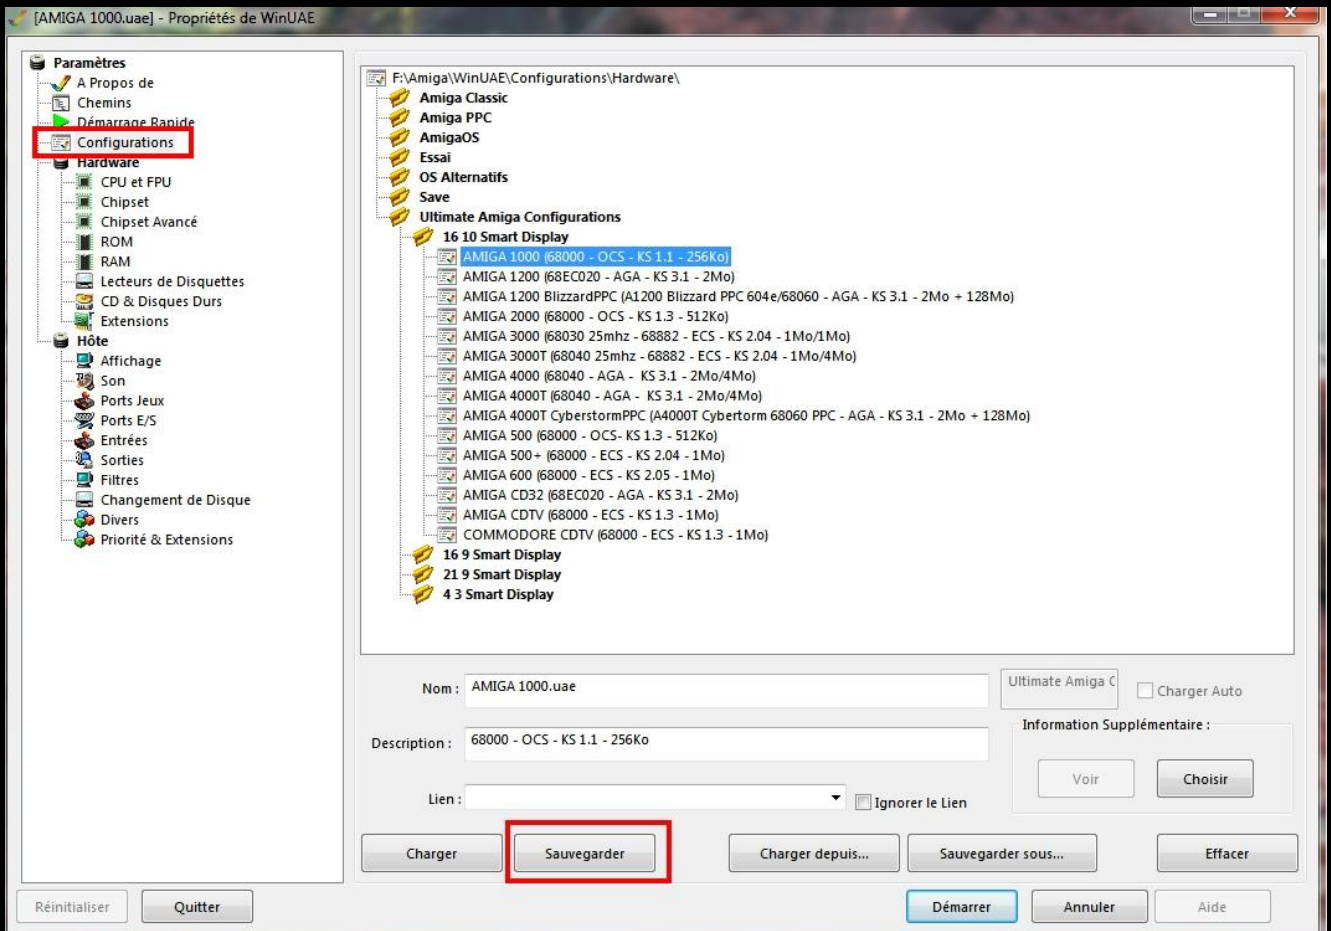 [AMIGA 1000.uae] - Propriétés de WinUAE
Paramètres
A Propos de
Chemins
Démarrage Rapide
Configurations
Hardware
CPU et FPU
Chipset
Chipset Avancé
ROM
RAM
Lecteurs de Disquettes
CD & Disques Durs
Extensions
Hôte
Affichage
Son
Ports Jeux
Ports E/S
Entrées
Sorties
Filtres
Changement de Disque
Divers
Priorité & Extensions
F:\Amiga\WinUAE\Configurations\Hardware\
Amiga Classic
Amiga PPC
AmigaOS
Essai
OS Alternatifs
Save
Ultimate Amiga Configurations
16 10 Smart Display
AMIGA 1000 (68000 - OCS - KS 1.1 - 256Ko)
AMIGA 1200 (68EC020 - AGA - KS 3.1 - 2Mo)
AMIGA 1200 BlizzardPPC (A1200 Blizzard PPC 604e/68060 - AGA - KS 3.1 - 2Mo + 128Mo)
AMIGA 2000 (68000 - OCS - KS 1.3 - 512Ko)
AMIGA 3000 (68030 25mhz - 68882 - ECS - KS 2.04 - 1Mo/1Mo)
AMIGA 3000T (68040 25mhz - 68882 - ECS - KS 2.04 - 1Mo/4Mo)
AMIGA 4000 (68040 - AGA - KS 3.1 - 2Mo/4Mo)
AMIGA 4000T (68040 - AGA - KS 3.1 - 2Mo/4Mo)
AMIGA 4000T CyberstormPPC (A4000T Cybertorm 68060 PPC - AGA - KS 3.1 - 2Mo + 128Mo)
AMIGA 500 (68000 - OCS- KS 1.3 - 512Ko)
AMIGA 500+ (68000 - ECS - KS 2.04 - 1Mo)
AMIGA 600 (68000 - ECS - KS 2.05 - 1Mo)
AMIGA CD32 (68EC020 - AGA - KS 3.1 - 2Mo)
AMIGA CDTV (68000 - ECS - KS 1.3 - 1Mo)
COMMODORE CDTV (68000 - ECS - KS 1.3 - 1Mo)
16 9 Smart Display
21 9 Smart Display
4 3 Smart Display
Nom : AMIGA 1000.uae
Ultimate Amiga C
Charger Auto
Description : 68000 - OCS - KS 1.1 - 256Ko
Information Supplémentaire :
Voir
Choisir
Lien :
Ignorer le Lien
Charger
Sauvegarder
Charger depuis...
Sauvegarder sous...
Effacer
Réinitialiser
Quitter
Démarrer
Annuler
Aide